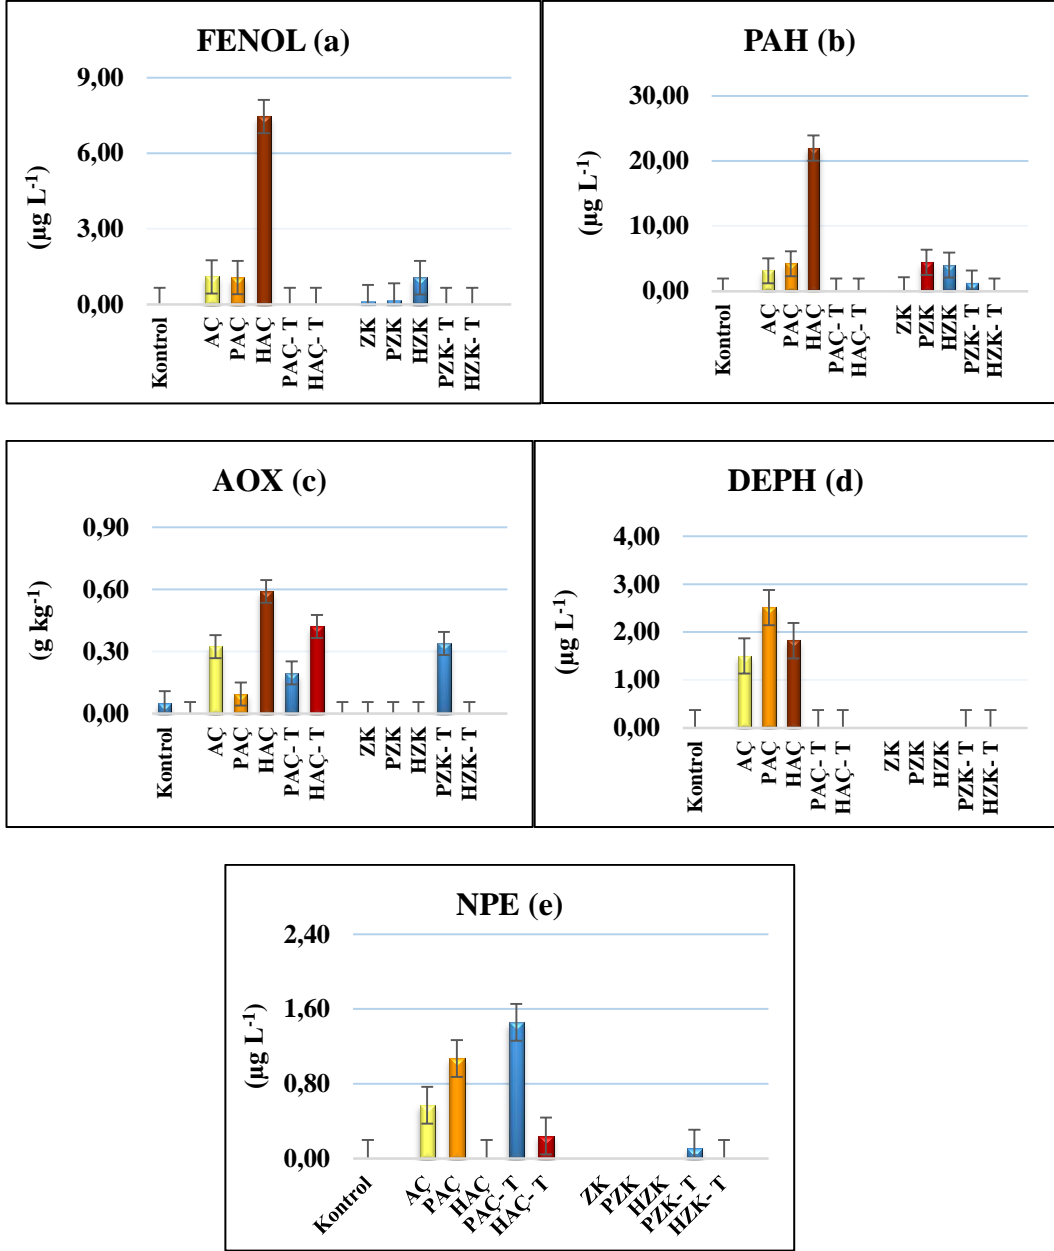 FENOL (a)
9,00
6,00
3,00
0,00
(µg L-1)
Kontrol
AÇ
PAÇ
HAÇ
PAÇ- T
HAÇ- T
ZK
PZK
HZK
PZK- T
HZK- T
PAH (b)
30,00
20,00
10,00
0,00
(µg L-1)
Kontrol
AÇ
PAÇ
HAÇ
PAÇ- T
HAÇ- T
ZK
PZK
HZK
PZK- T
HZK- T
AOX (c)
0,90
0,60
0,30
0,00
(g kg-1)
Kontrol
AÇ
PAÇ
HAÇ
PAÇ- T
HAÇ- T
ZK
PZK
HZK
PZK- T
HZK- T
DEPH (d)
4,00
3,00
2,00
1,00
0,00
(µg L-1)
Kontrol
AÇ
PAÇ
HAÇ
PAÇ- T
HAÇ- T
ZK
PZK
HZK
PZK- T
HZK- T
NPE (e)
2,40
1,60
0,80
0,00
(µg L-1)
Kontrol
AÇ
PAÇ
HAÇ
PAÇ- T
HAÇ- T
ZK
PZK
HZK
PZK- T
HZK- T